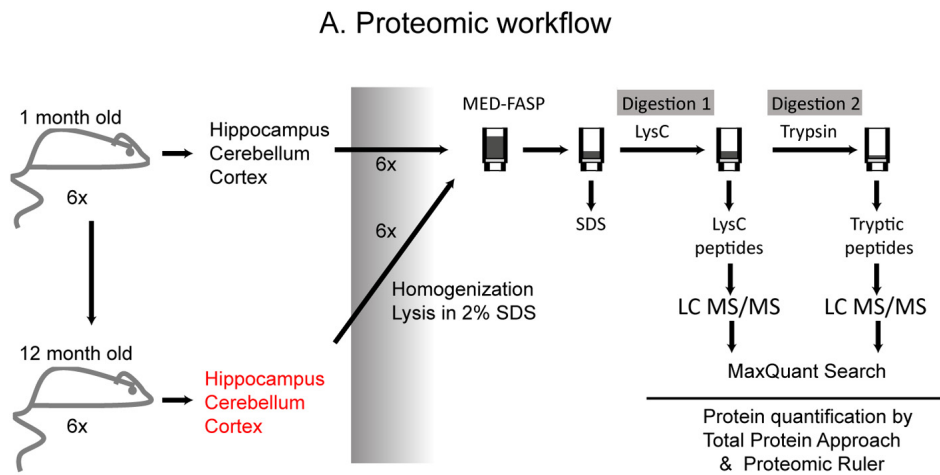 A. Proteomic workflow
1 month old
6x
Hippocampus
Cerebellum
Cortex
6x
6x
Homogenization
Lysis in 2% SDS
12 month old
6x
Hippocampus
Cerebellum
Cortex
MED-FASP
Digestion 1
LysC
Digestion 2
Trypsin
SDS
LysC
peptides
Tryptic
peptides
LC MS/MS
LC MS/MS
MaxQuant Search
Protein quantification by
Total Protein Approach
& Proteomic Ruler